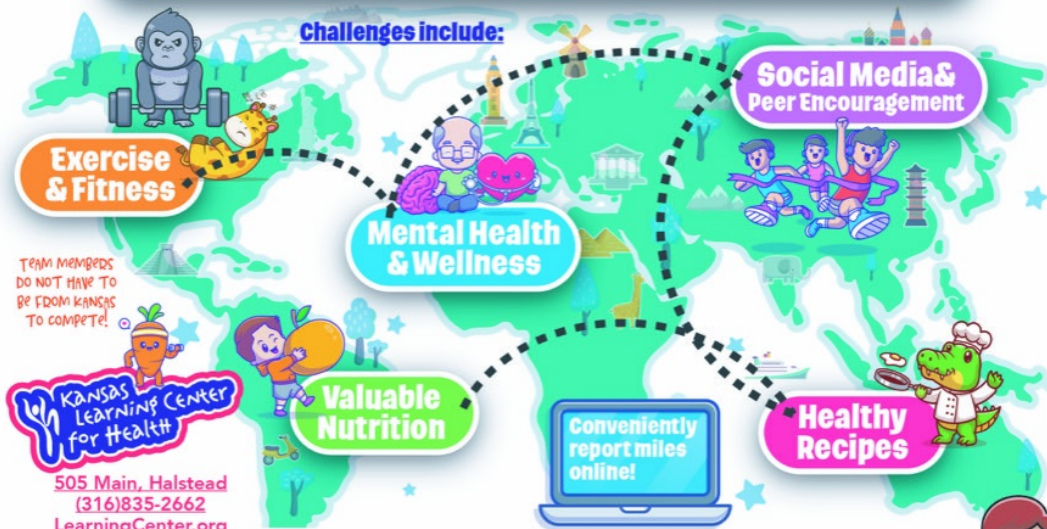 Challenges include:
Social Media&
Peer Encouragement
Exercise
& Fitness
Mental Health
& Wellness
TEAM MEMBERS
DO NOT HAVE TO
BE FROM KANSAS
TO COMPETE!
Kansas
Learning Center
for Health
Valuable
Nutrition
Conveniently
report miles
online!
Healthy
Recipes
505 Main, Halstead
(316)835-2662
LearningCenter.org